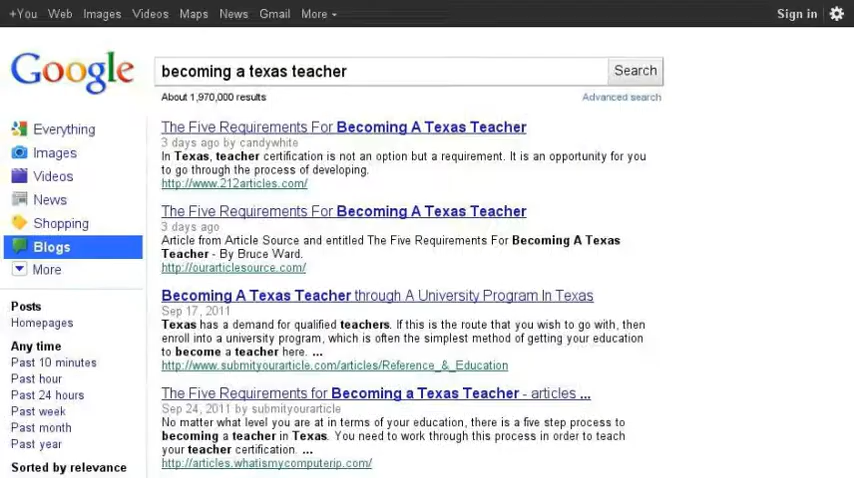 +You Web Images Videos Maps News Gmail More Sign in
Google
becoming a texas teacher
Search
About 1,970,000 results
Advanced search
Everything
Images
Videos
News
Shopping
Blogs
More
Posts
Homepages
Any time
Past 10 minutes
Past hour
Past 24 hours
Past week
Past month
Past year
Sorted by relevance
The Five Requirements For Becoming A Texas Teacher
3 days ago by candywhite
In Texas, teacher certification is not an option but a requirement. It is an opportunity for you
to go through the process of developing.
http://www.212articles.com/
The Five Requirements For Becoming A Texas Teacher
3 days ago
Article from Article Source and entitled The Five Requirements For Becoming A Texas
Teacher - By Bruce Ward.
http://ourarticlesource.com/
Becoming A Texas Teacher through A University Program In Texas
Sep 17, 2011
Texas has a demand for qualified teachers. If this is the route that you wish to go with, then
enroll into a university program, which is often the simplest method of getting your education
to become a teacher here. ...
http://www.submityourarticle.com/articles/Reference_&_Education
The Five Requirements for Becoming a Texas Teacher - articles ...
Sep 24, 2011 by submityourarticle
No matter what level you are at in terms of your education, there is a five step process to
becoming a teacher in Texas. You need to work through this process in order to teach
your teacher certification. ...
http://articles.whatismycomputerip.com/